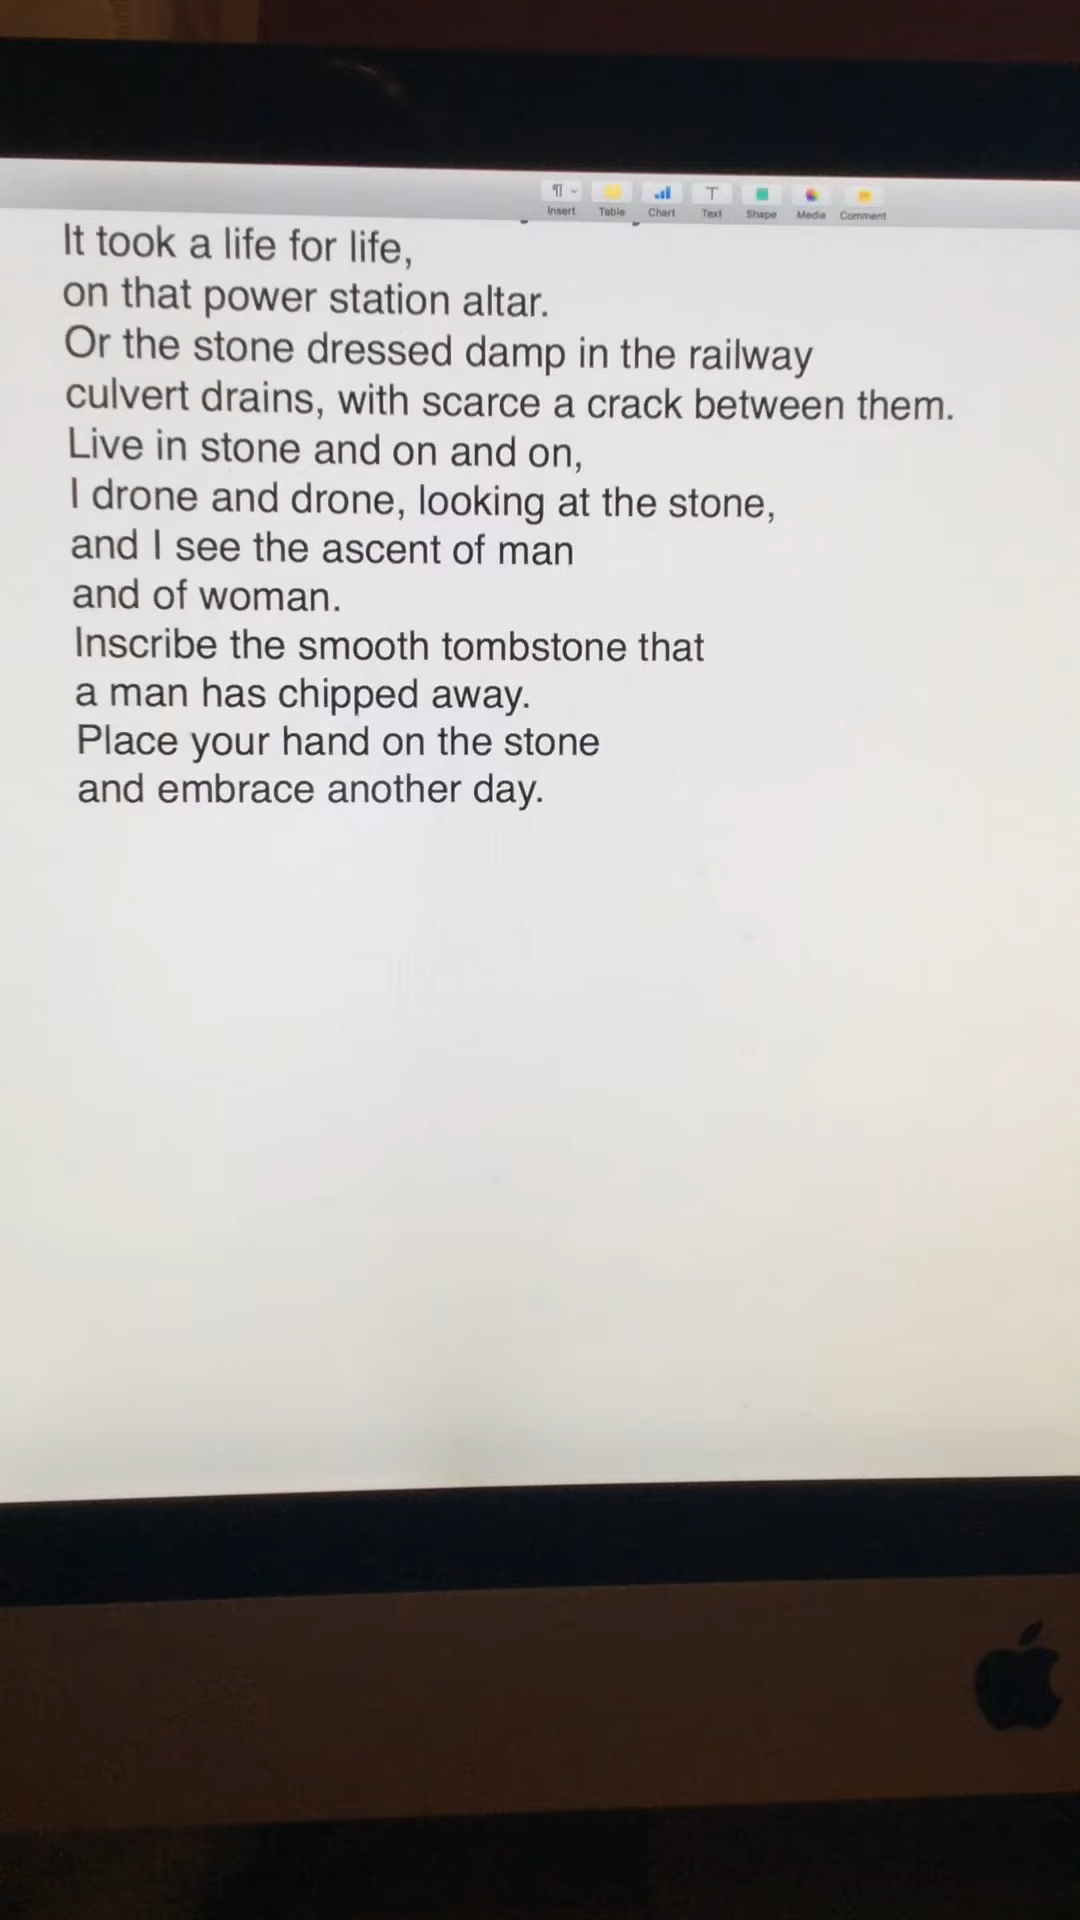 Insert Table Chart Text Shape Media Comment
It took a life for life,
on that power station altar.
Or the stone dressed damp in the railway
culvert drains, with scarce a crack between them.
Live in stone and on and on,
I drone and drone, looking at the stone,
and I see the ascent of man
and of woman.
Inscribe the smooth tombstone that
a man has chipped away.
Place your hand on the stone
and embrace another day.